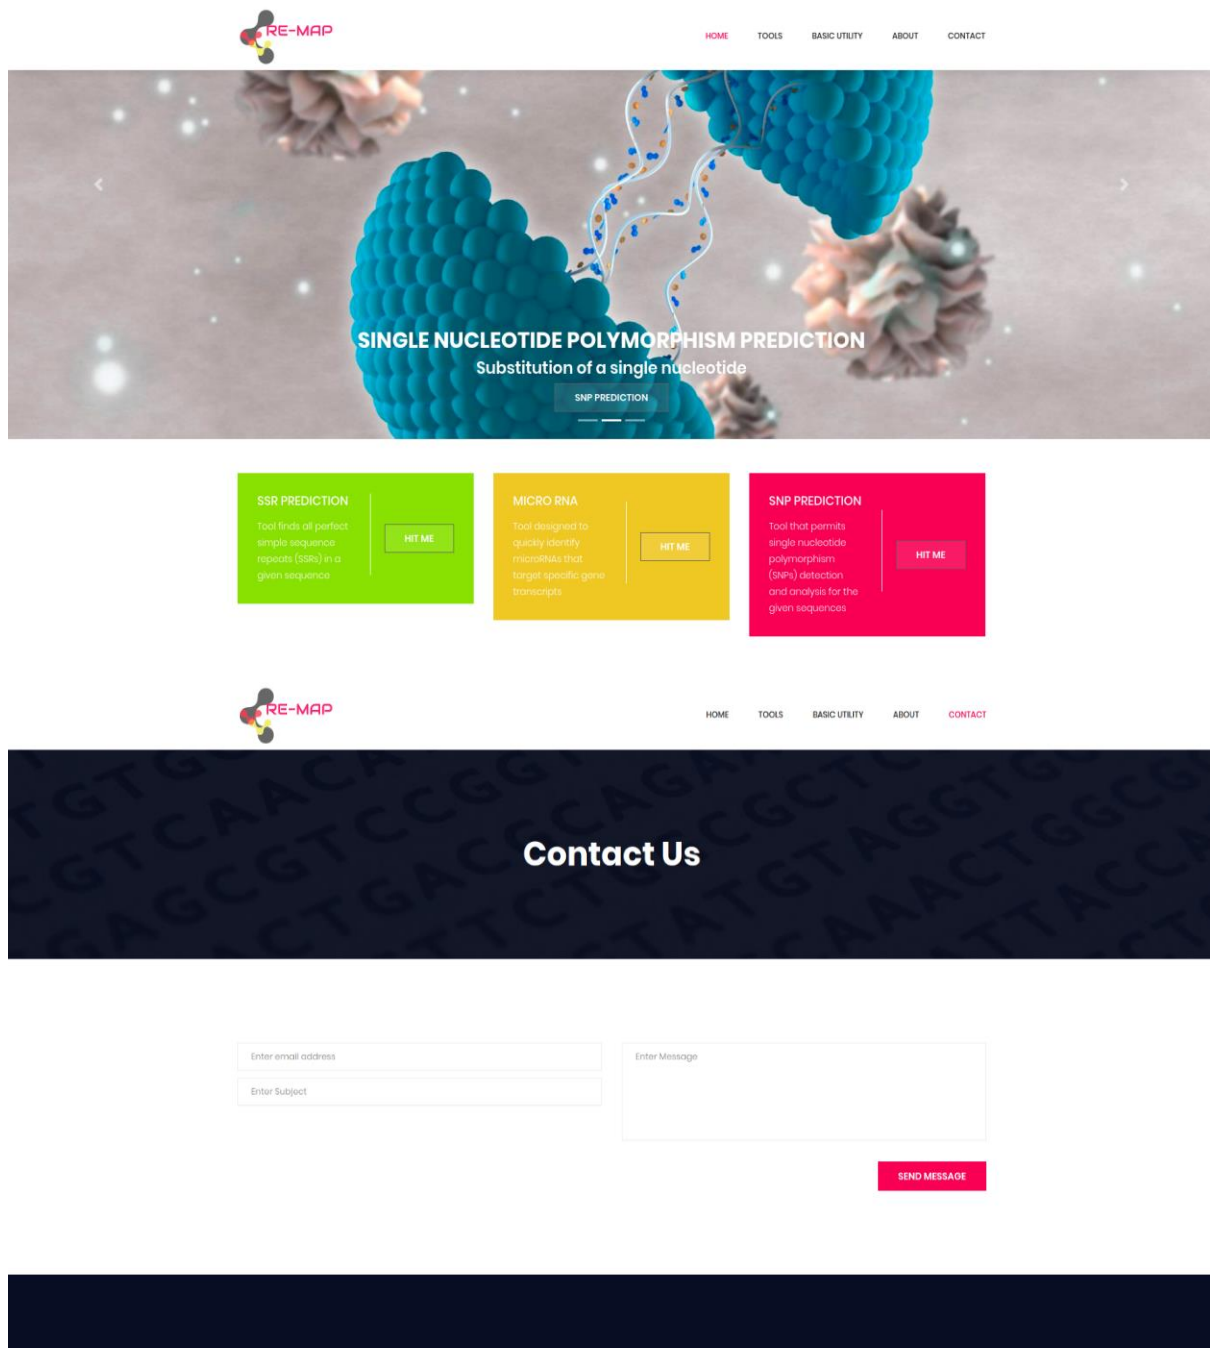 RE-MAP
HOME TOOLS BASIC UTILITY ABOUT CONTACT
SINGLE NUCLEOTIDE POLYMORPHISM PREDICTION
Substitution of a single nucleotide
SNP PREDICTION
SSR PREDICTION
Tool finds all perfect
simple sequence
repeats (SSRs) in a
given sequence
HIT ME
MICRO RNA
Tool designed to
quickly identify
microRNAs that
target specific gene
transcripts
HIT ME
SNP PREDICTION
Tool that permits
single nucleotide
polymorphism
(SNPs) detection
and analysis for the
given sequences
HIT ME
RE-MAP
HOME TOOLS BASIC UTILITY ABOUT CONTACT
Contact Us
Enter email address
Enter Subject
Enter Message
SEND MESSAGE